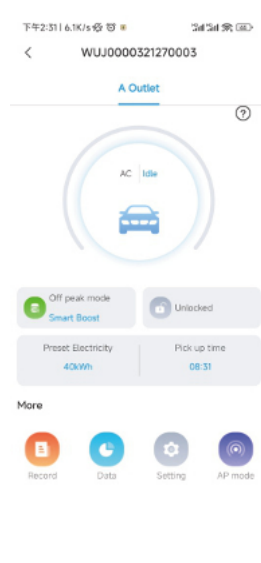 下午2:31 | 6.1K/s
WUJ0000321270003
A Outlet
AC Idle
Off peak mode
Smart Boost
Unlocked
Preset Electricity
40kWh
Pick up time
08:31
More
Record Data Setting AP mode